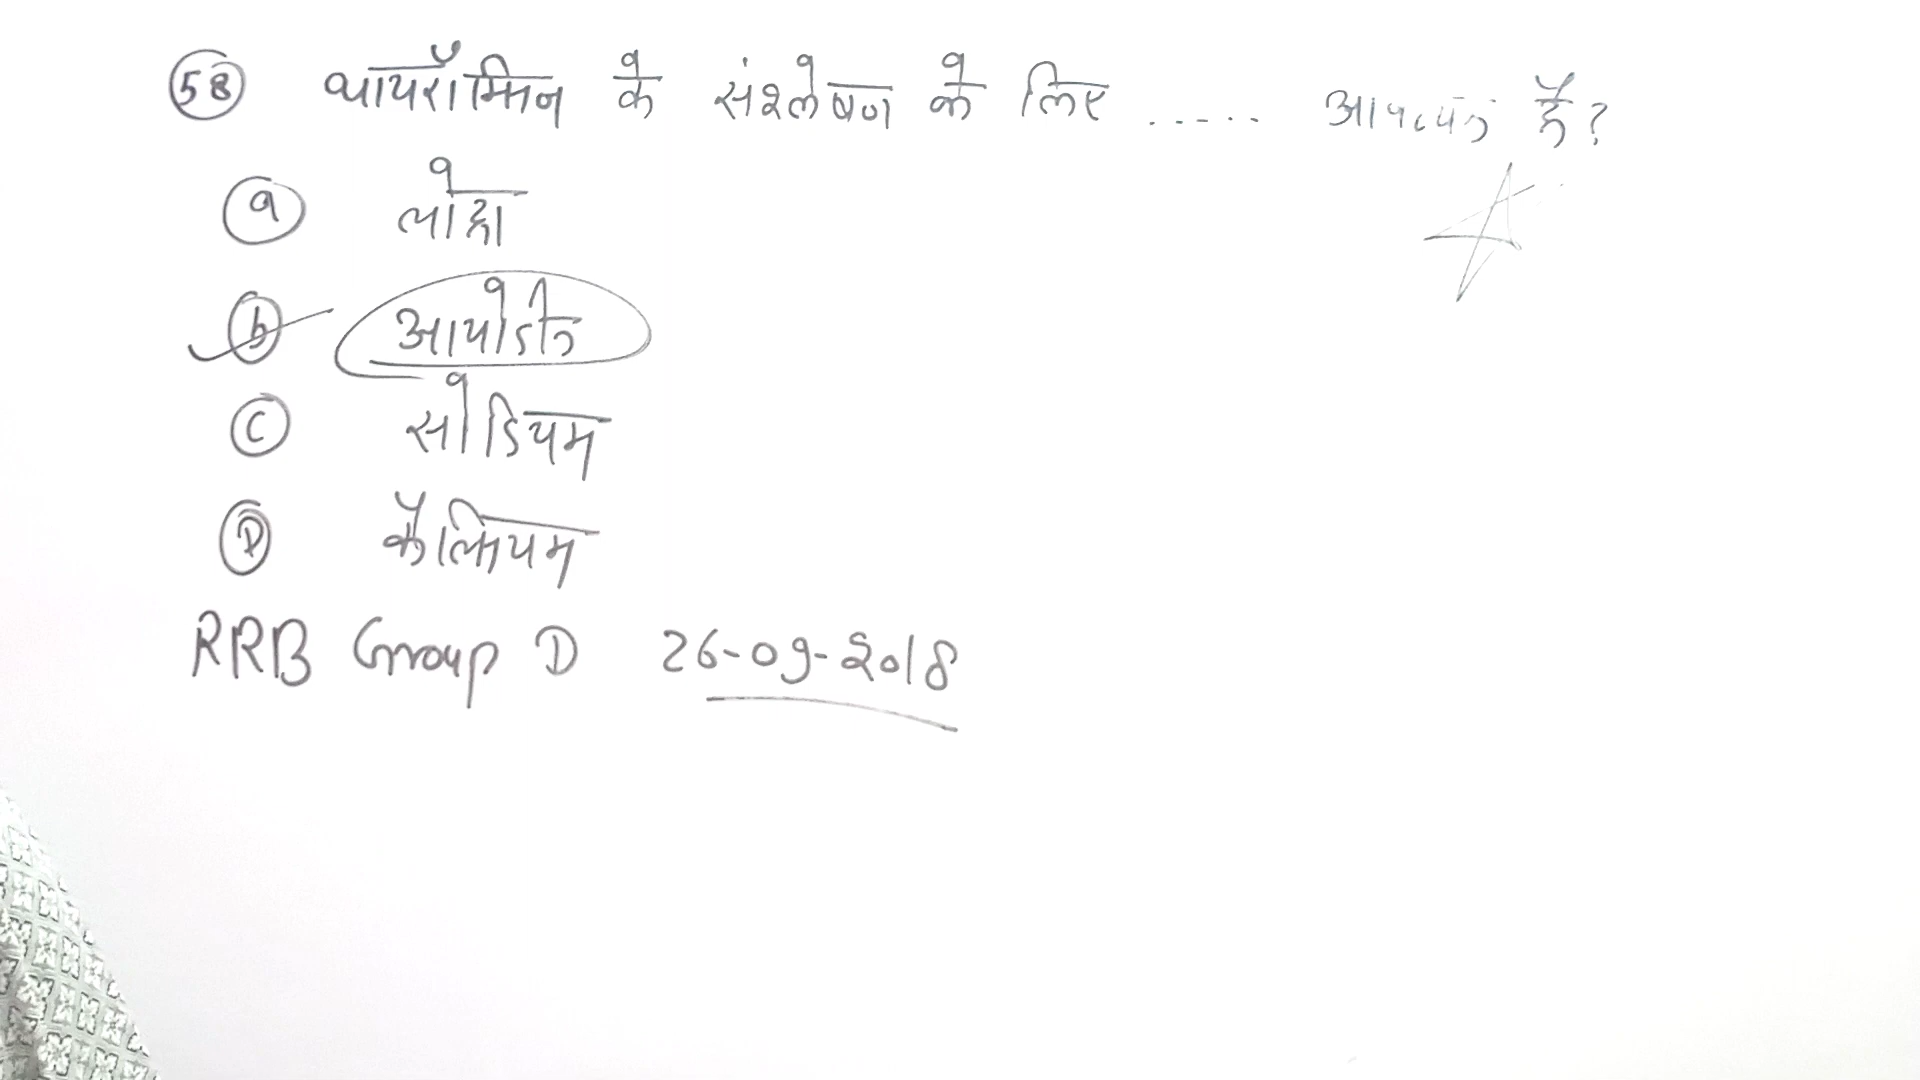 58 थायरॉक्सिन के संश्लेषण के लिए ..... आवश्यक है?
a लोहा
b आयोडीन
C सोडियम
D कैल्शियम
RRB Group D 26-09-2018